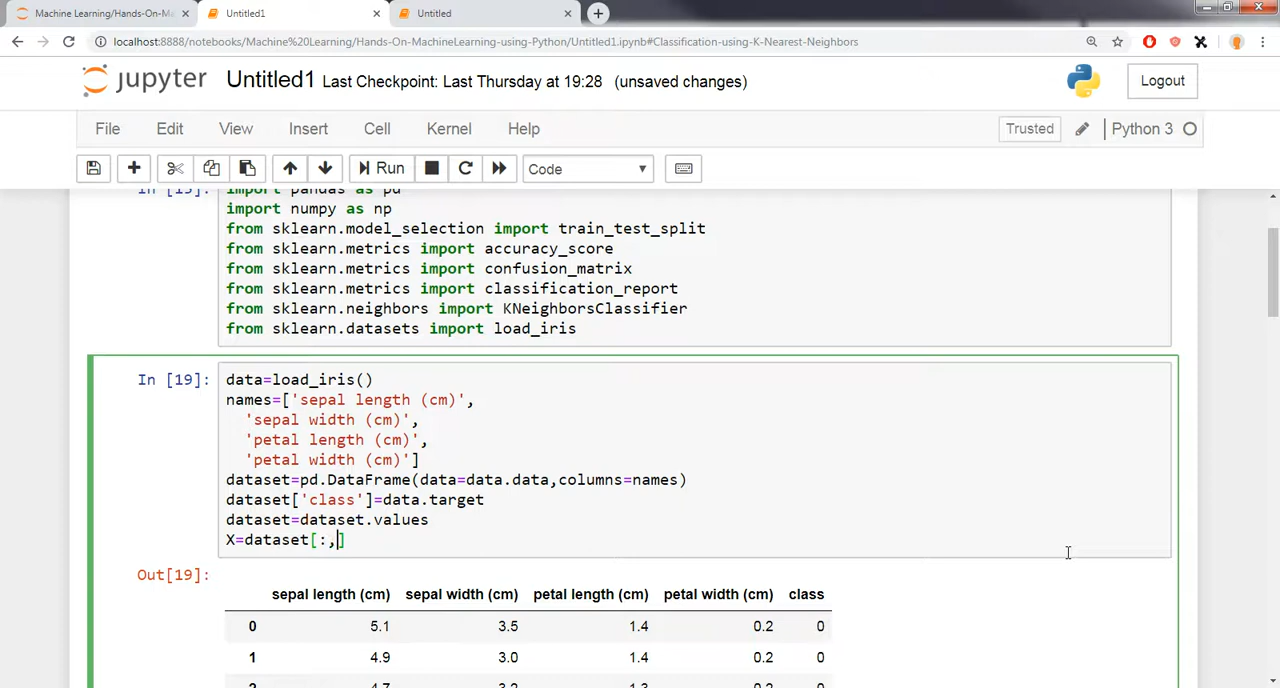 Machine Learning/Hands-On-M
Untitled1
Untitled
localhost:8888/notebooks/Machine%20Learning/Hands-On-MachineLearning-using-Python/Untitled1.ipynb#Classification-using-K-Nearest-Neighbors
jupyter Untitled1 Last Checkpoint: Last Thursday at 19:28 (unsaved changes) Logout
File Edit View Insert Cell Kernel Help Trusted Python 3
Run Code
import pandas as pd
import numpy as np
from sklearn.model_selection import train_test_split
from sklearn.metrics import accuracy_score
from sklearn.metrics import confusion_matrix
from sklearn.metrics import classification_report
from sklearn.neighbors import KNeighborsClassifier
from sklearn.datasets import load_iris
In [19]: data=load_iris()
names=['sepal length (cm)',
'sepal width (cm)',
'petal length (cm)',
'petal width (cm)']
dataset=pd.DataFrame(data=data.data,columns=names)
dataset['class']=data.target
dataset=dataset.values
X=dataset[:,]
Out[19]:
sepal length (cm) sepal width (cm) petal length (cm) petal width (cm) class
0 5.1 3.5 1.4 0.2 0
1 4.9 3.0 1.4 0.2 0